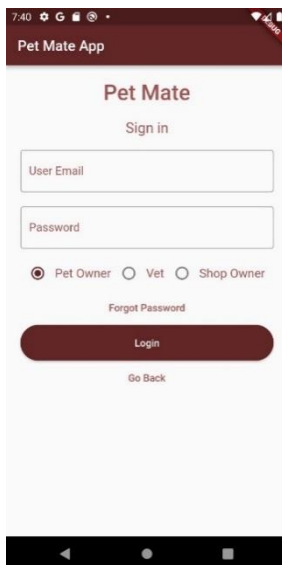 7:40 G
DEBUG
Pet Mate App
Pet Mate
Sign in
User Email
Password
Pet Owner Vet Shop Owner
Forgot Password
Login
Go Back